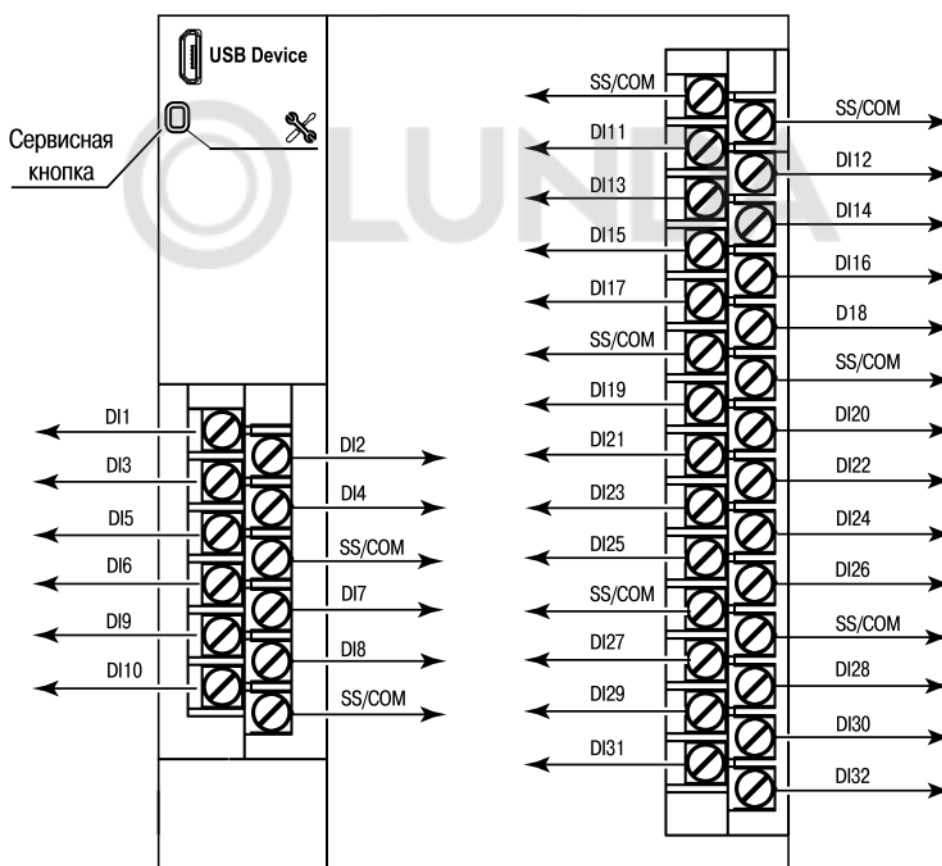 USB Device
Сервисная
кнопка
LUNDA
DI1
DI2
DI3
DI4
DI5
SS/COM
DI6
DI7
DI9
DI8
DI10
SS/COM
SS/COM
SS/COM
DI11
DI12
DI13
DI14
DI15
DI16
DI17
D18
SS/COM
SS/COM
DI19
DI20
DI21
DI22
DI23
DI24
DI25
DI26
SS/COM
SS/COM
DI27
DI28
DI29
DI30
DI31
DI32